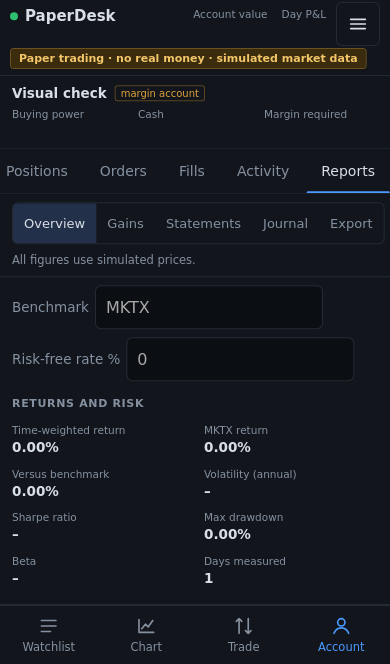 PaperDesk
Account value Day P&L
Paper trading · no real money · simulated market data
Visual check margin account
Buying power Cash Margin required
Positions Orders Fills Activity Reports
Overview Gains Statements Journal Export
All figures use simulated prices.
Benchmark MKTX
Risk-free rate % 0
RETURNS AND RISK
Time-weighted return MKTX return
0.00% 0.00%
Versus benchmark Volatility (annual)
0.00% –
Sharpe ratio Max drawdown
– 0.00%
Beta Days measured
– 1
Watchlist Chart Trade Account